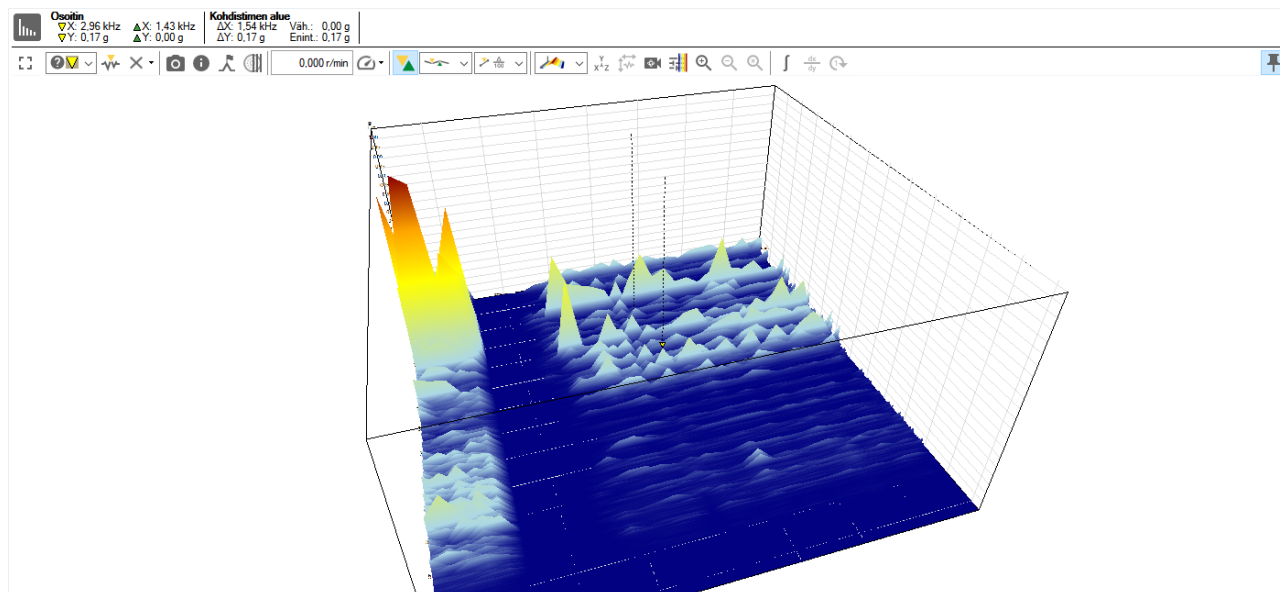 Osoitin
X: 2,96 kHz X: 1,43 kHz
Y: 0,17 g Y: 0,00 g
Kohdistimen alue
ΔX: 1,54 kHz Väh.: 0,00 g
ΔY: 0,17 g Enint.: 0,17 g
0,000 r/min